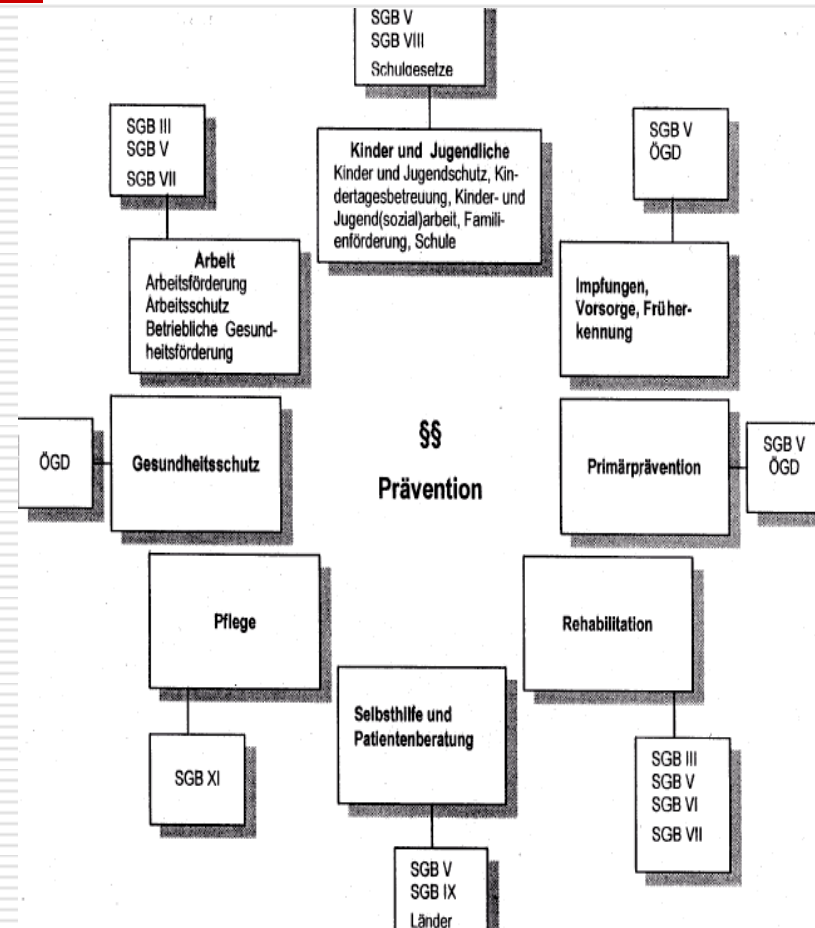 SGB V
SGB VIII
Schulgesetze
SGB III
SGB V
SGB VII
Kinder und Jugendliche
Kinder und Jugendschutz, Kin-
dertagesbetreuung, Kinder- und
Jugend(sozial)arbeit, Famili-
enförderung, Schule
SGB V
ÖGD
Arbeit
Arbeitsförderung
Arbeitsschutz
Betriebliche Gesund-
heitsförderung
Impfungen,
Vorsorge, Früher-
kennung
ÖGD
Gesundheitsschutz
§§
Prävention
Primärprävention
SGB V
ÖGD
Pflege
Rehabilitation
Selbsthilfe und
Patientenberatung
SGB XI
SGB III
SGB V
SGB VI
SGB VII
SGB V
SGB IX
Länder